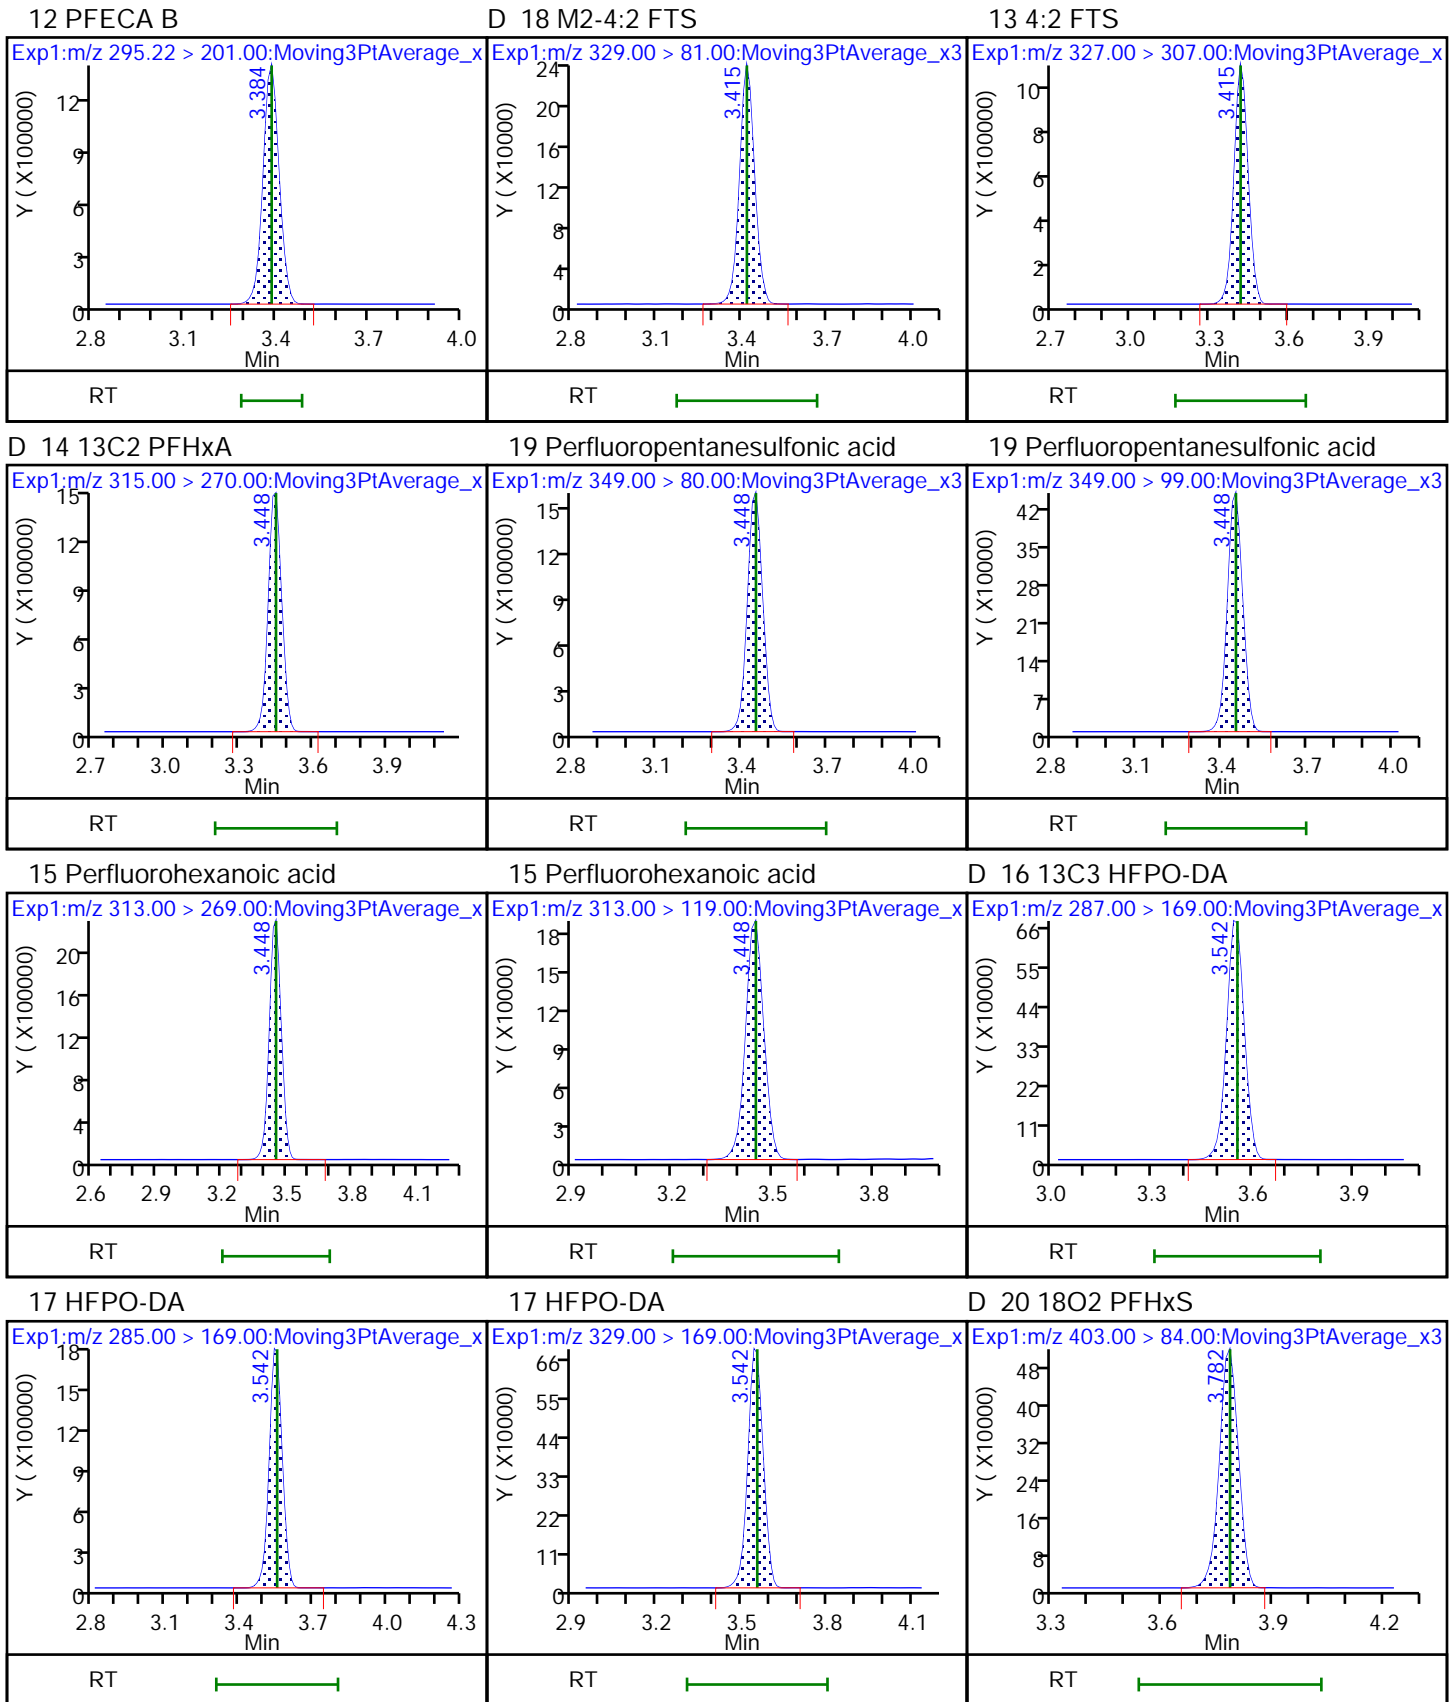 12 PFECA B
Exp1:m/z 295.22 > 201.00:Moving3PtAverage_x
Y ( X100000)
12
9
6
3
0
3.384
2.8 3.1 3.4 3.7 4.0
Min
RT
D 18 M2-4:2 FTS
Exp1:m/z 329.00 > 81.00:Moving3PtAverage_x3
Y ( X10000)
24
20
16
12
8
4
0
3.415
2.8 3.1 3.4 3.7 4.0
Min
RT
13 4:2 FTS
Exp1:m/z 327.00 > 307.00:Moving3PtAverage_x
Y ( X100000)
10
8
6
4
2
0
3.415
2.7 3.0 3.3 3.6 3.9
Min
RT
D 14 13C2 PFHxA
Exp1:m/z 315.00 > 270.00:Moving3PtAverage_x
Y ( X100000)
15
12
9
6
3
0
3.448
2.7 3.0 3.3 3.6 3.9
Min
RT
19 Perfluoropentanesulfonic acid
Exp1:m/z 349.00 > 80.00:Moving3PtAverage_x3
Y ( X100000)
15
12
9
6
3
0
3.448
2.8 3.1 3.4 3.7 4.0
Min
RT
19 Perfluoropentanesulfonic acid
Exp1:m/z 349.00 > 99.00:Moving3PtAverage_x3
Y ( X10000)
42
35
28
21
14
7
0
3.448
2.8 3.1 3.4 3.7 4.0
Min
RT
15 Perfluorohexanoic acid
Exp1:m/z 313.00 > 269.00:Moving3PtAverage_x
Y ( X100000)
20
16
12
8
4
0
3.448
2.6 2.9 3.2 3.5 3.8 4.1
Min
RT
15 Perfluorohexanoic acid
Exp1:m/z 313.00 > 119.00:Moving3PtAverage_x
Y ( X10000)
18
15
12
9
6
3
0
3.448
2.9 3.2 3.5 3.8
Min
RT
D 16 13C3 HFPO-DA
Exp1:m/z 287.00 > 169.00:Moving3PtAverage_x
Y ( X10000)
66
55
44
33
22
11
0
3.542
3.0 3.3 3.6 3.9
Min
RT
17 HFPO-DA
Exp1:m/z 285.00 > 169.00:Moving3PtAverage_x
Y ( X100000)
18
15
12
9
6
3
0
3.542
2.8 3.1 3.4 3.7 4.0 4.3
Min
RT
17 HFPO-DA
Exp1:m/z 329.00 > 169.00:Moving3PtAverage_x
Y ( X10000)
66
55
44
33
22
11
0
3.542
2.9 3.2 3.5 3.8 4.1
Min
RT
D 20 18O2 PFHxS
Exp1:m/z 403.00 > 84.00:Moving3PtAverage_x3
Y ( X10000)
48
40
32
24
16
8
0
3.782
3.3 3.6 3.9 4.2
Min
RT